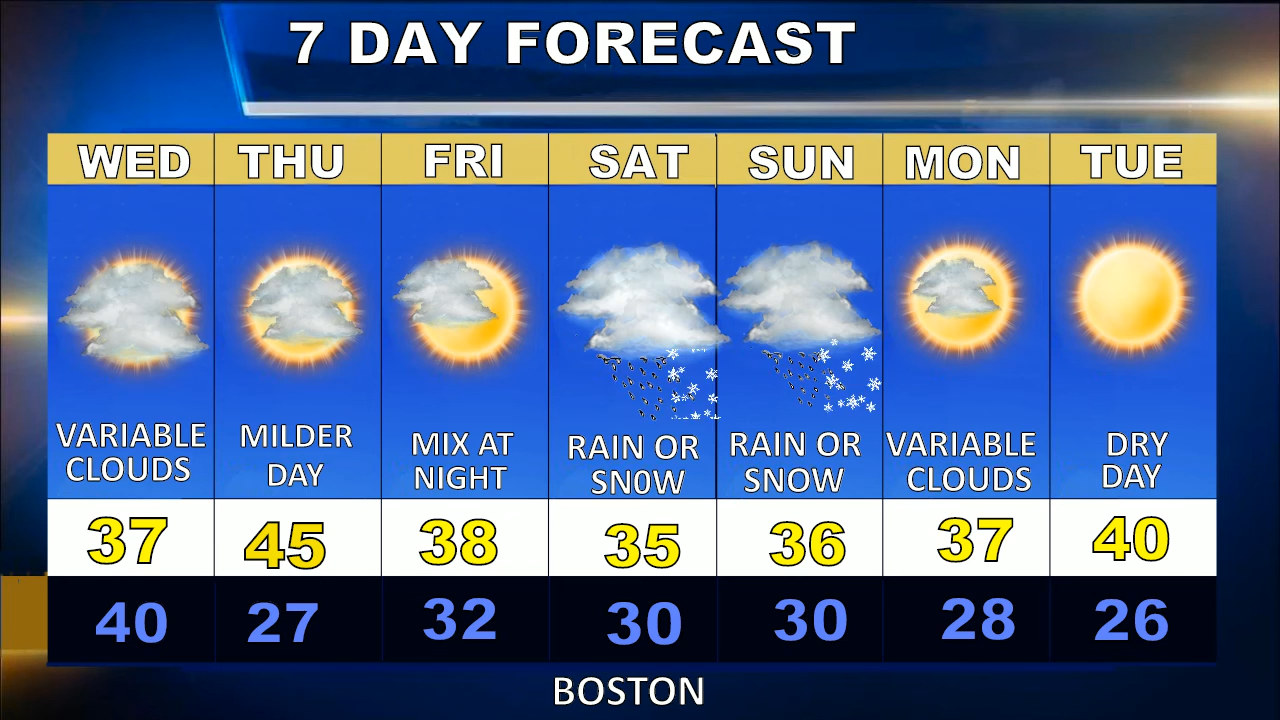 7 DAY FORECAST
WED THU FRI SAT SUN MON TUE
VARIABLE
CLOUDS
MILDER
DAY
MIX AT
NIGHT
RAIN OR
SN0W
RAIN OR
SNOW
VARIABLE
CLOUDS
DRY
DAY
37 45 38 35 36 37 40
40 27 32 30 30 28 26
BOSTON